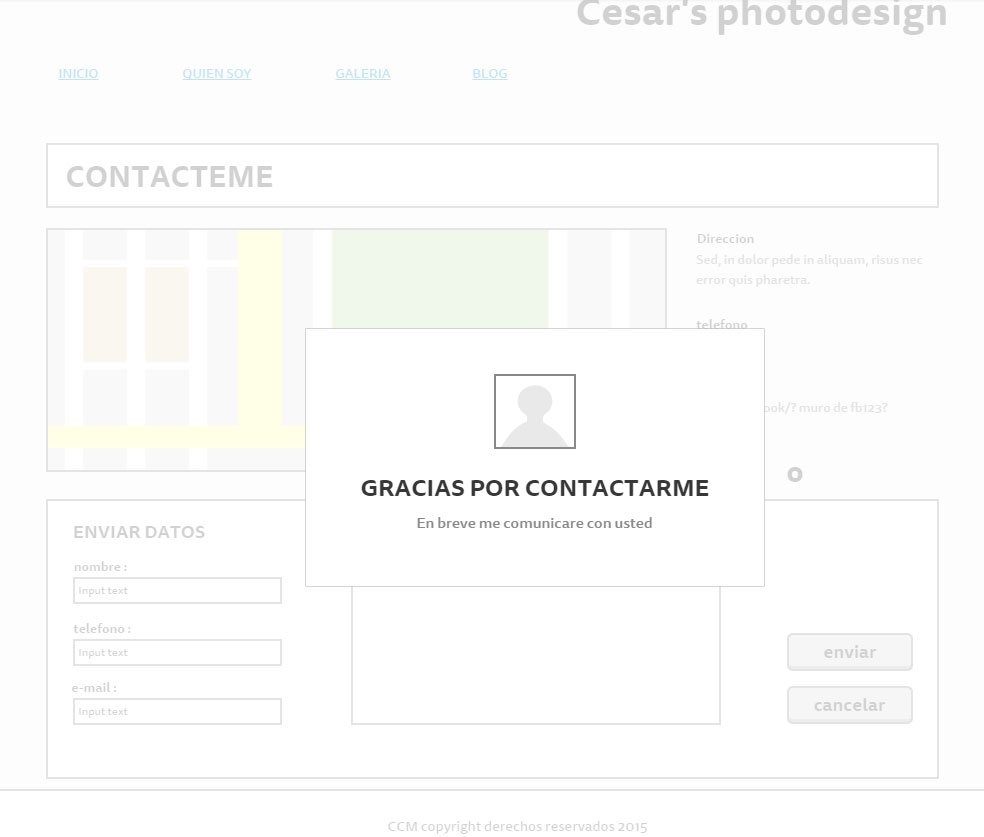 Cesar's photodesign
INICIO QUIEN SOY GALERIA BLOG
CONTACTEME
Direccion
Sed, in dolor pede in aliquam, risus nec
error quis pharetra.
telefono
ook/? muro de fb123?
o
GRACIAS POR CONTACTARME
En breve me comunicare con usted
ENVIAR DATOS
nombre :
Input text
telefono :
Input text
e-mail :
Input text
enviar
cancelar
CCM copyright derechos reservados 2015